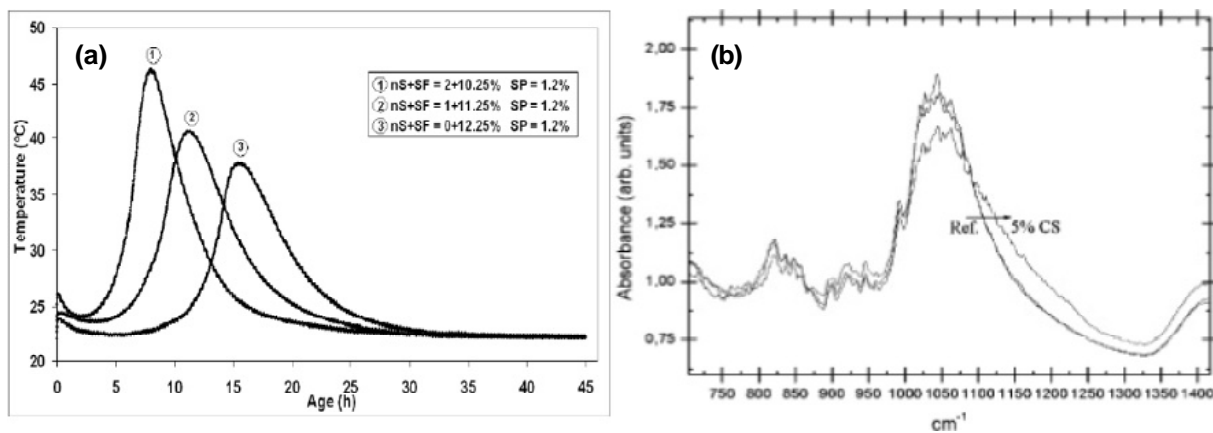 (a)
50
45
40
35
30
25
20
Temperature (°C)
① nS+SF = 2+10.25% SP = 1.2%
② nS+SF = 1+11.25% SP = 1.2%
③ nS+SF = 0+12.25% SP = 1.2%
①
②
③
0 5 10 15 20 25 30 35 40 45
Age (h)
(b)
2,00
1,75
1,50
1,25
1,00
0,75
Absorbance (arb. units)
Ref. 5% CS
750 800 850 900 950 1000 1050 1100 1150 1200 1250 1300 1350 1400
cm⁻¹